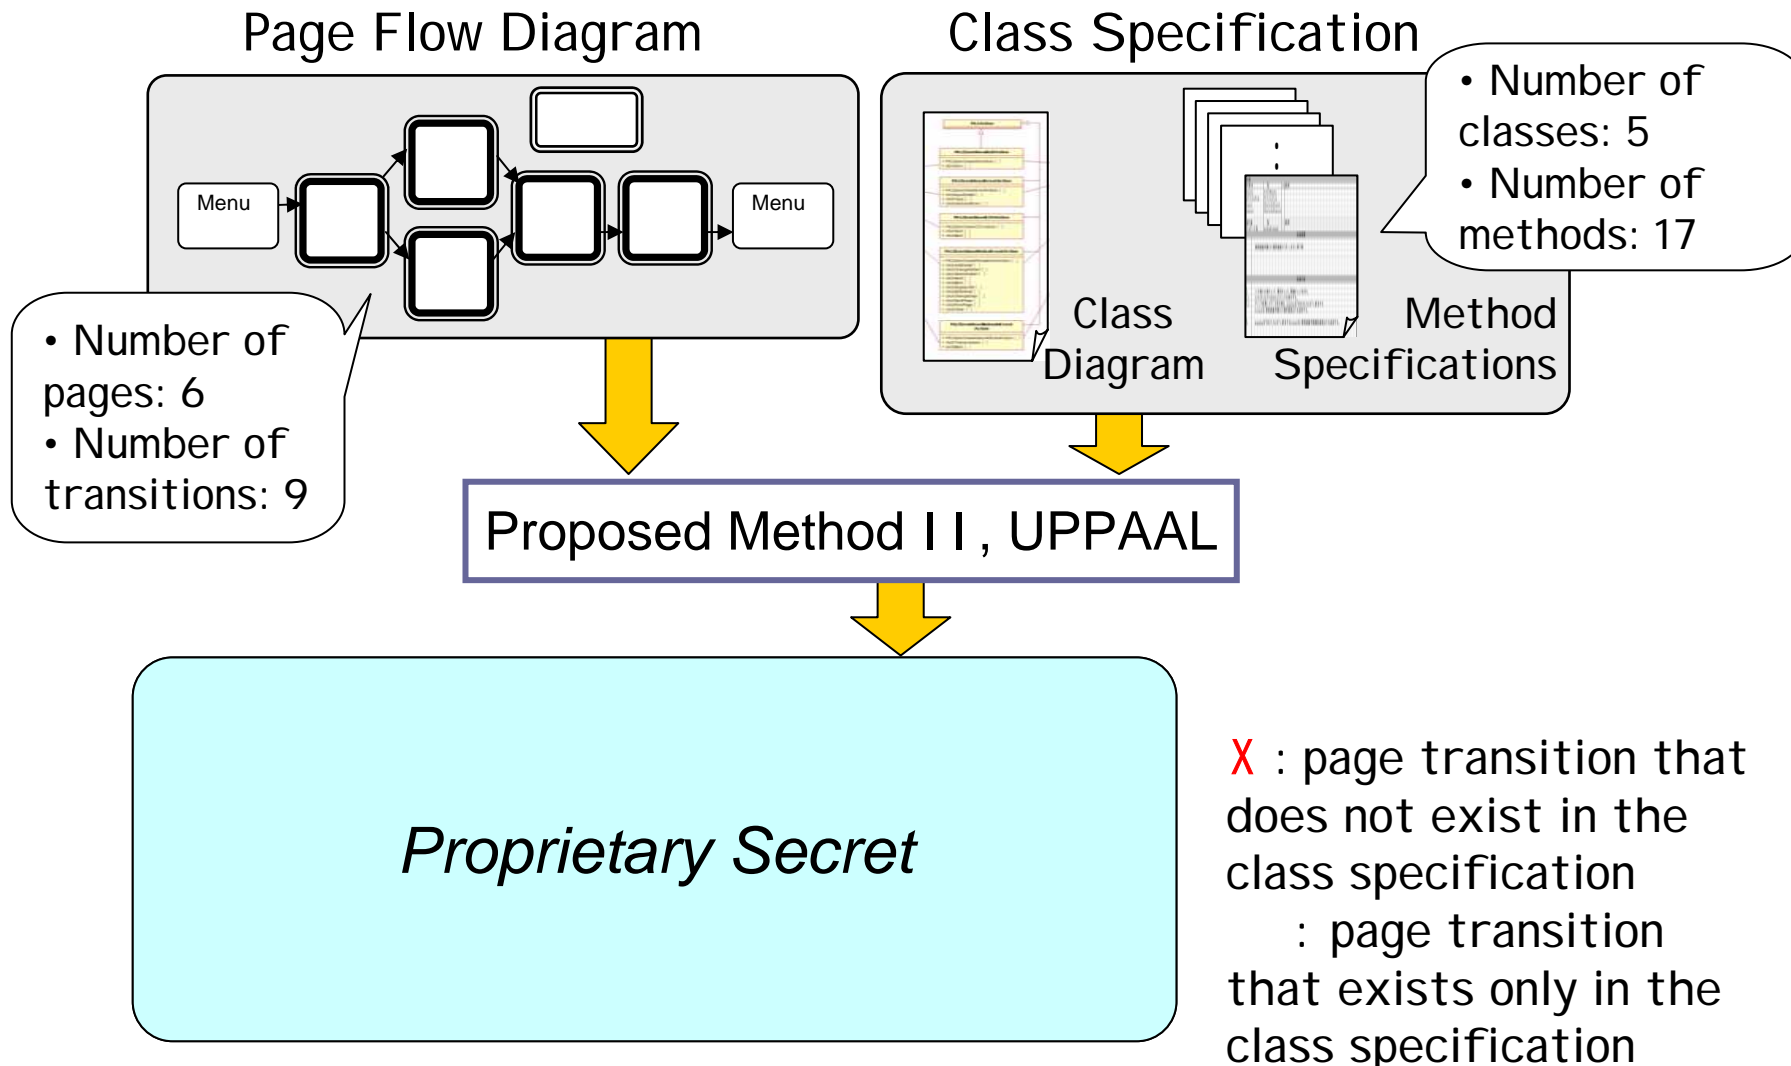 Page Flow Diagram
Class Specification
Menu
Menu
• Number of
pages: 6
• Number of
transitions: 9
• Number of
classes: 5
• Number of
methods: 17
:
Class
Diagram
Method
Specifications
Proposed Method II, UPPAAL
Proprietary Secret
X : page transition that
does not exist in the
class specification
: page transition
that exists only in the
class specification